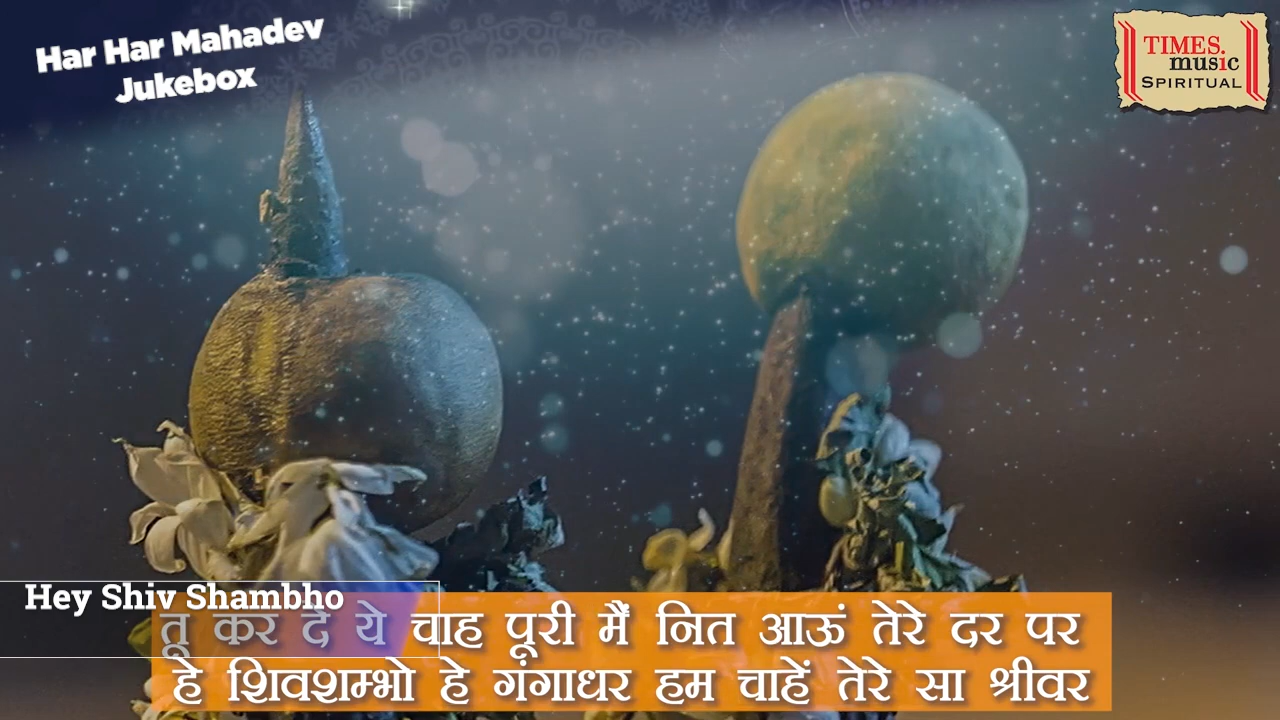 Har Har Mahadev
Jukebox
TIMES.
music
SPIRITUAL
Hey Shiv Shambho
तू कर दे ये चाह पूरी मैं नित आऊं तेरे दर पर
हे शिवशम्भो हे गंगाधर हम चाहें तेरे सा श्रीवर